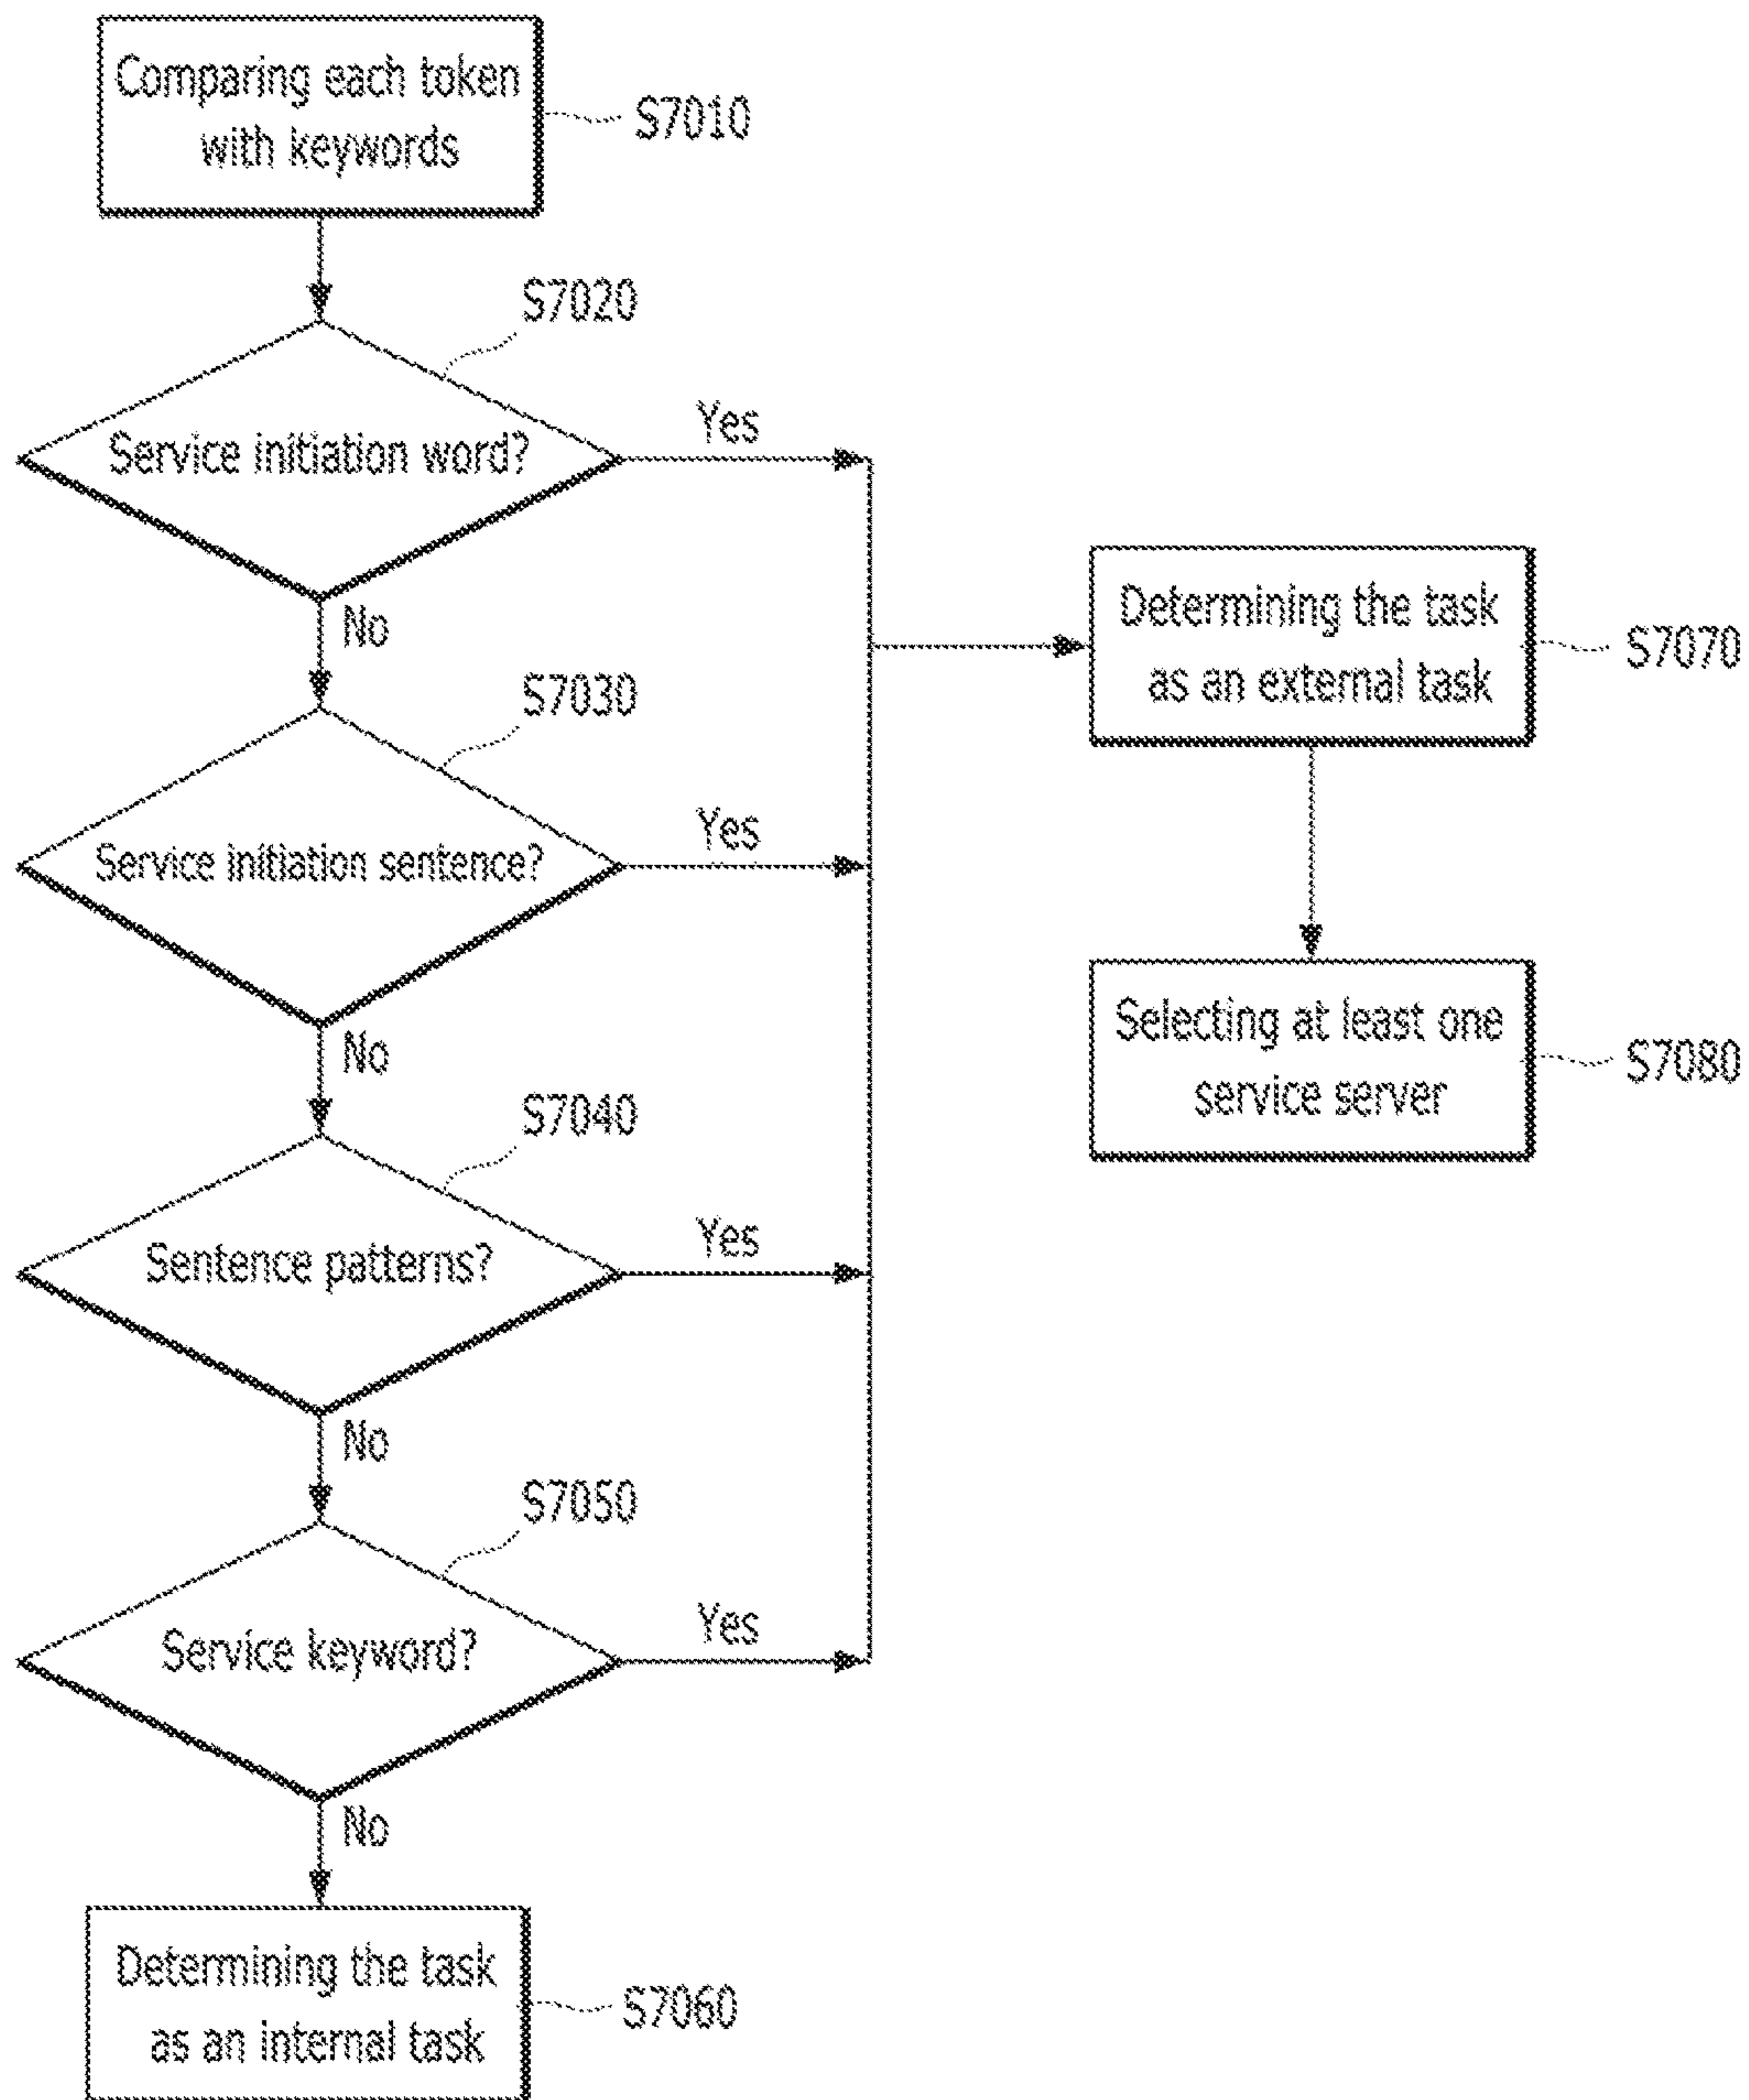 Comparing each token
with keywords
S7010
S7020
Service initiation word?
Yes
No
S7030
Service initiation sentence?
Yes
No
S7040
Sentence patterns?
Yes
No
S7050
Service keyword?
Yes
No
Determining the task
as an internal task
S7060
Determining the task
as an external task
S7070
Selecting at least one
service server
S7080